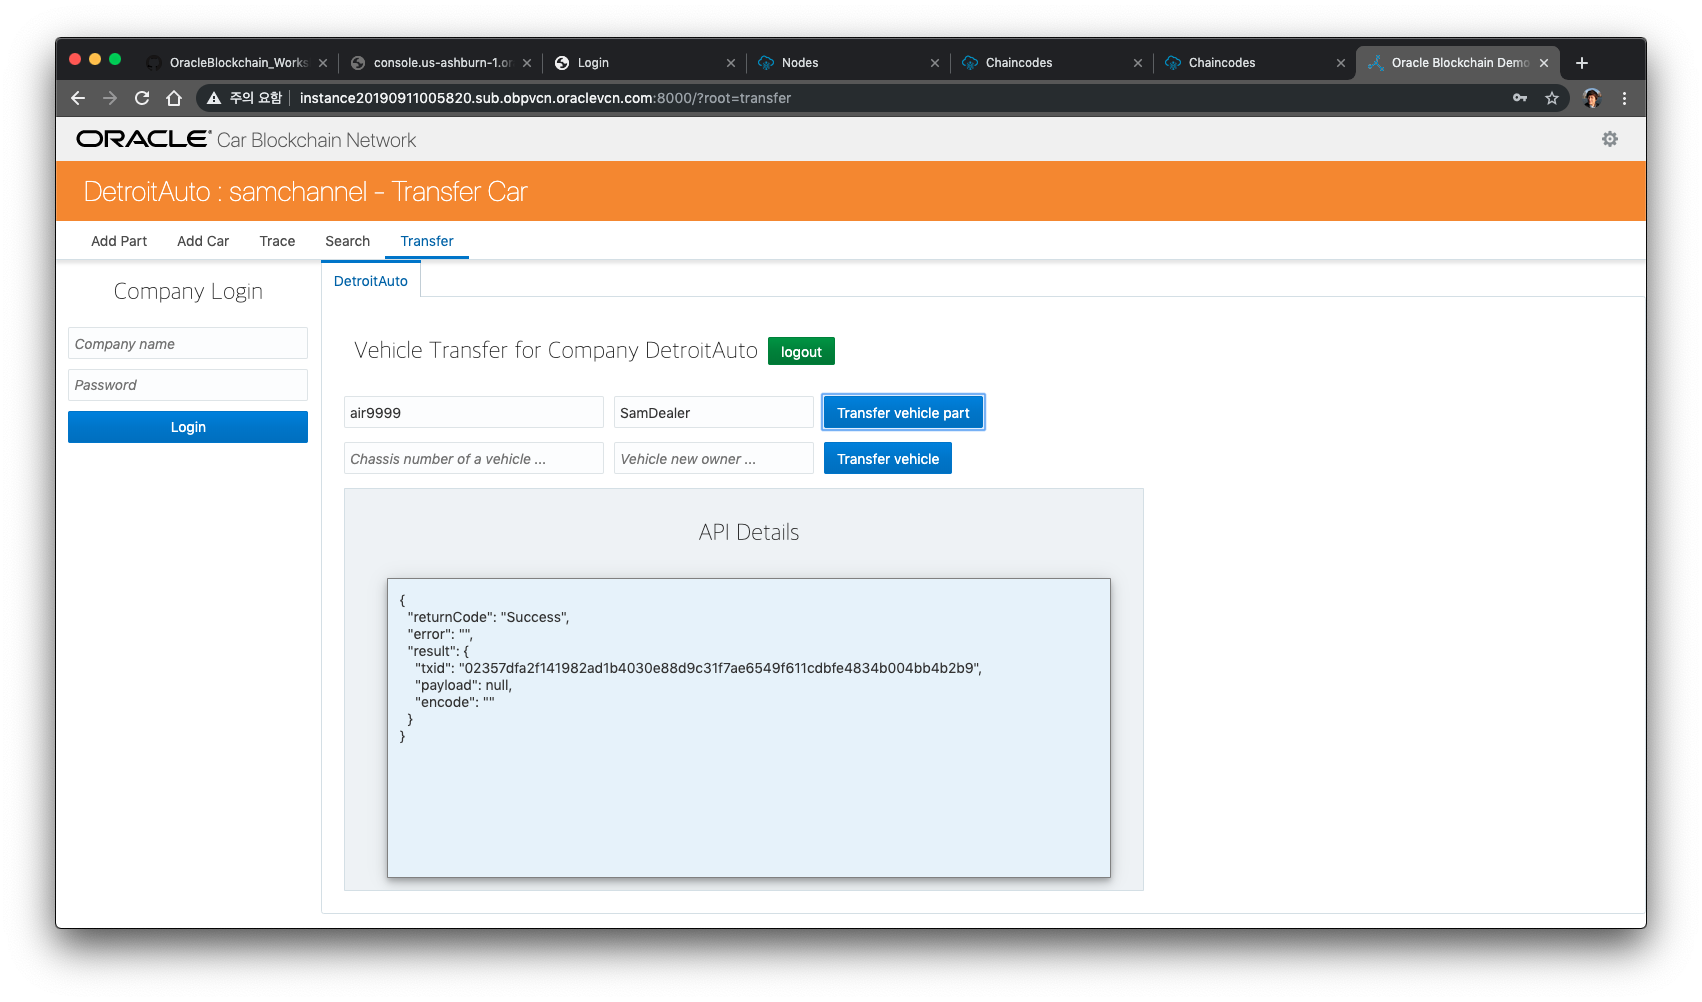 OracleBlockchain_Works
console.us-ashburn-1.or
Login
Nodes
Chaincodes
Chaincodes
Oracle Blockchain Demo
주의 요함
instance20190911005820.sub.obpvcn.oraclevcn.com:8000/?root=transfer
ORACLE Car Blockchain Network
DetroitAuto : samchannel - Transfer Car
Add Part
Add Car
Trace
Search
Transfer
Company Login
Company name
Password
Login
DetroitAuto
Vehicle Transfer for Company DetroitAuto
logout
air9999
SamDealer
Transfer vehicle part
Chassis number of a vehicle ...
Vehicle new owner ...
Transfer vehicle
API Details
{
"returnCode": "Success",
"error": "",
"result": {
"txid": "02357dfa2f141982ad1b4030e88d9c31f7ae6549f611cdbfe4834b004bb4b2b9",
"payload": null,
"encode": ""
}
}